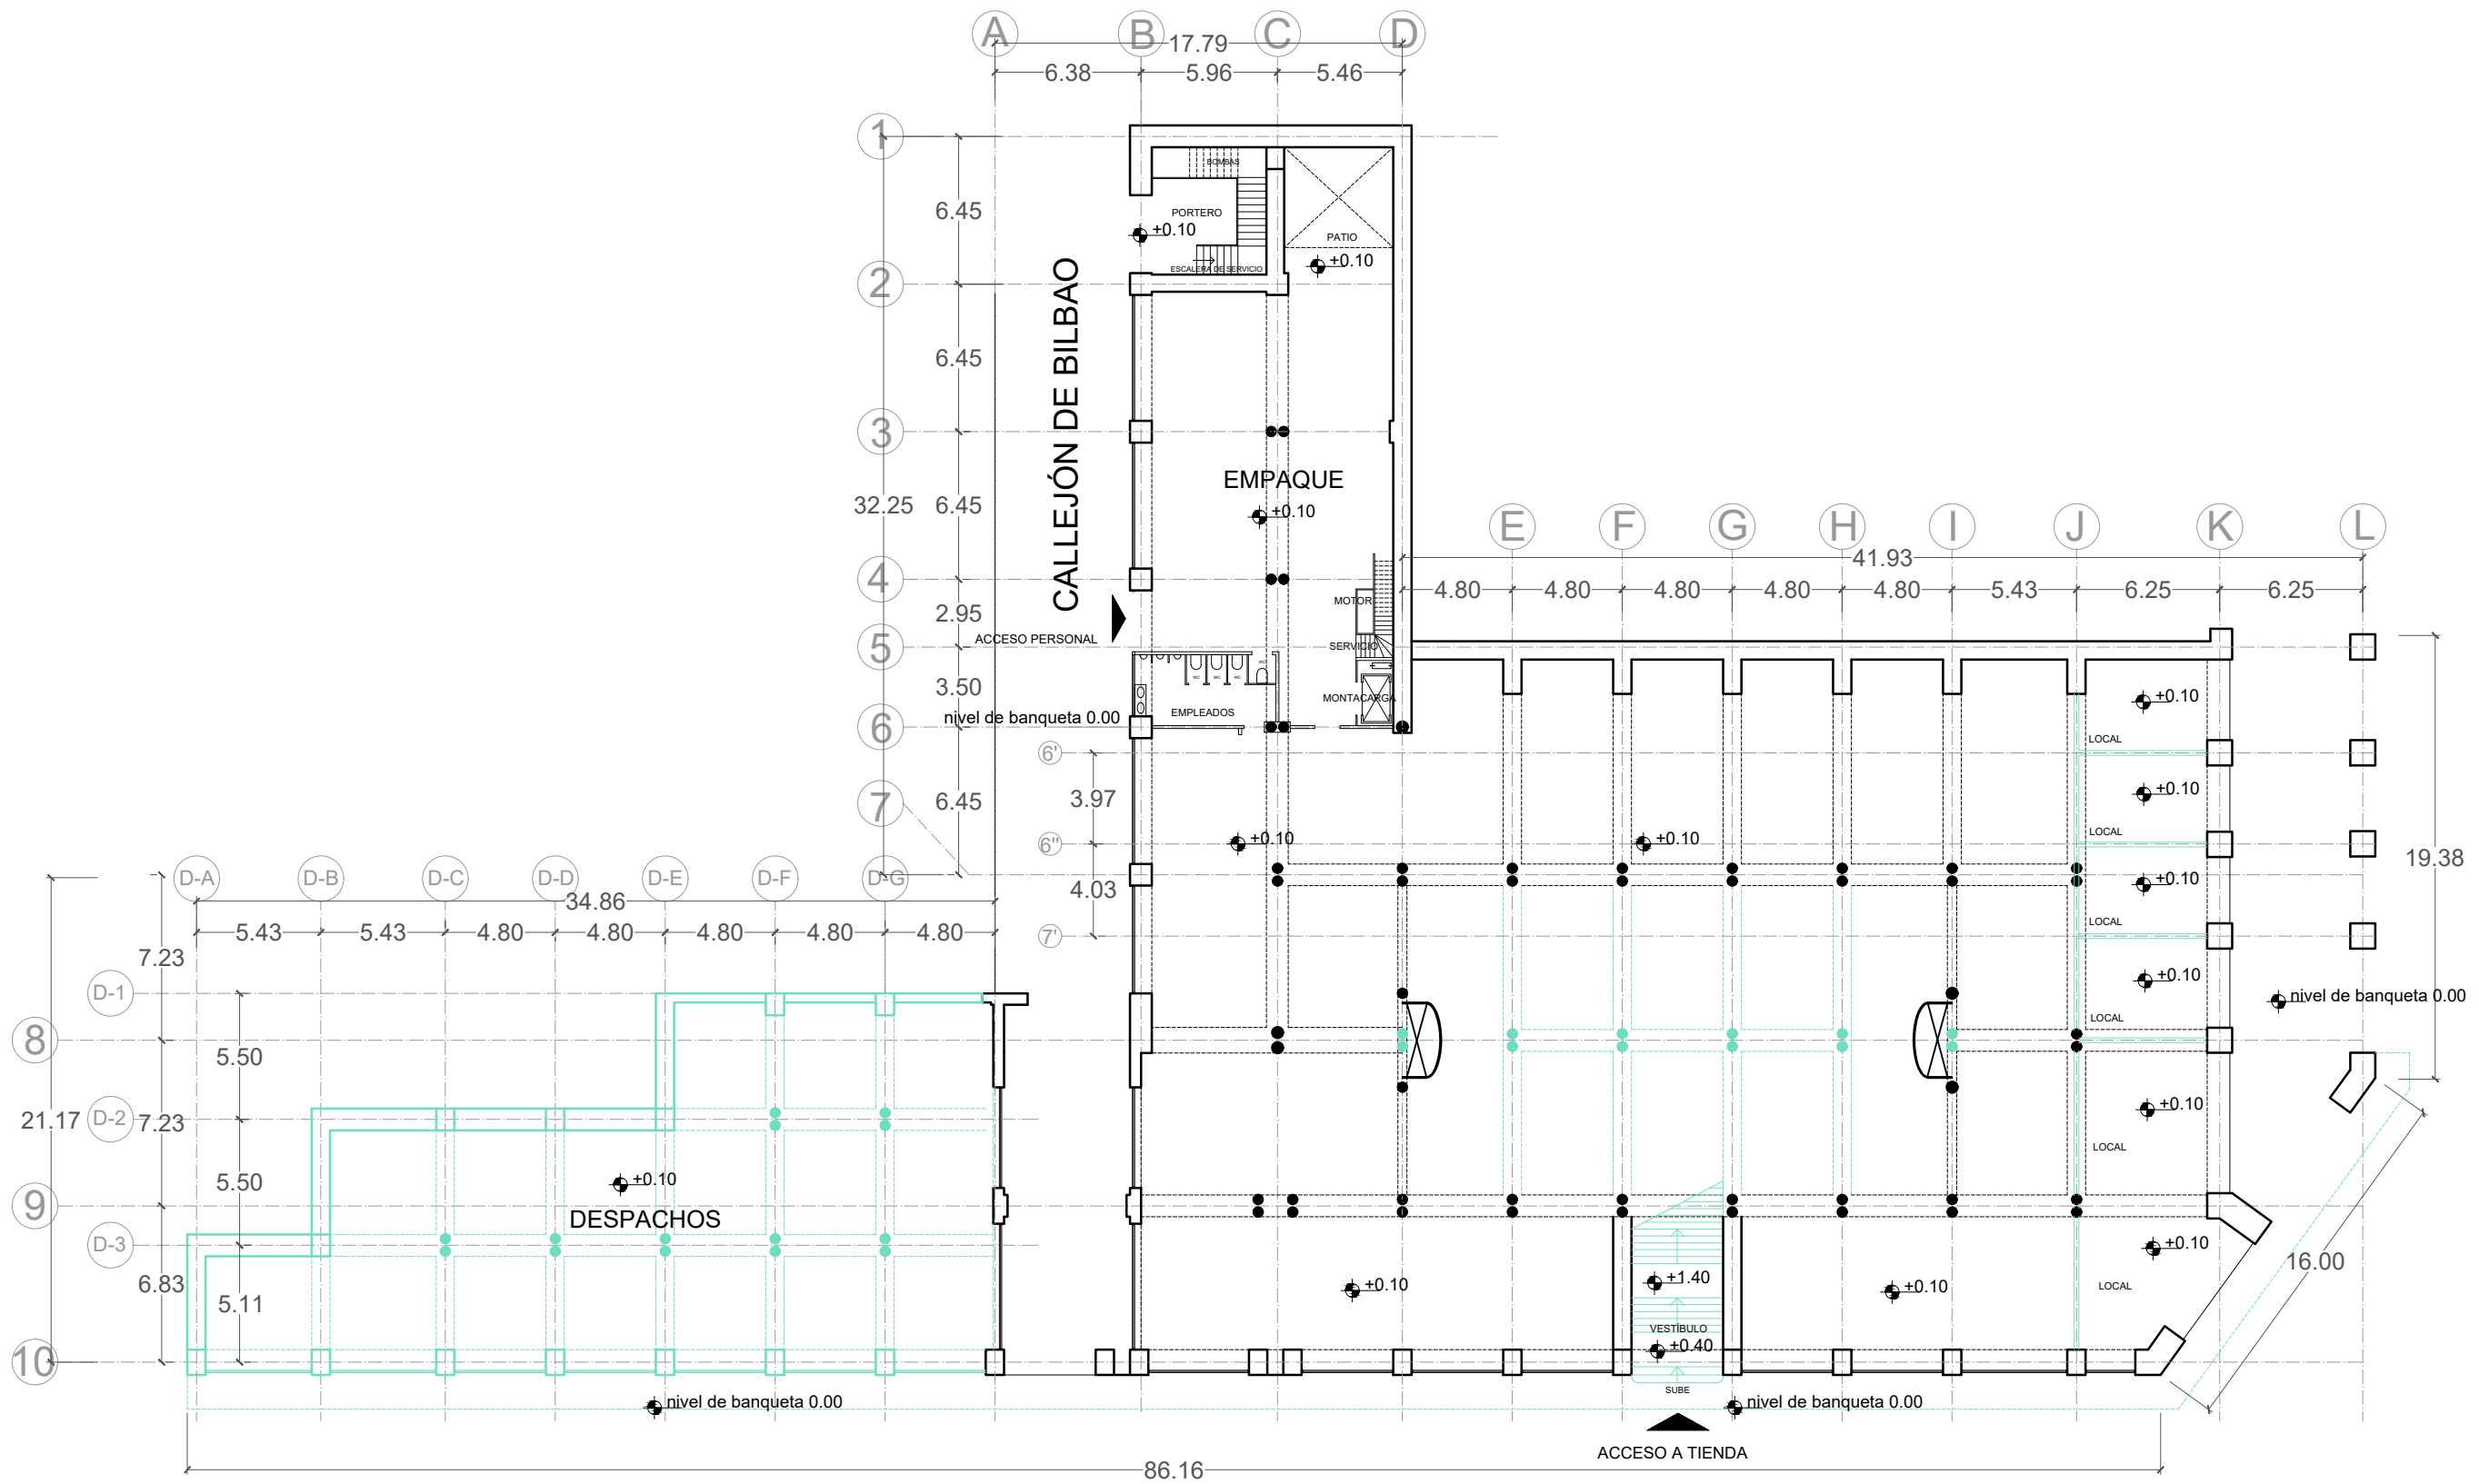 A B C D
17.79
6.38 5.96 5.46
1
BOMBAS
6.45
PORTERO
+0.10
PATIO
+0.10
ESCALERA DE SERVICIO
2
CALLEJÓN DE BILBAO
6.45
3
EMPAQUE
32.25
6.45
+0.10
E F G H I J K L
41.93
4
4.80 4.80 4.80 4.80 4.80 5.43 6.25 6.25
MOTOR
2.95
ACCESO PERSONAL
5
SERVICIO
WC
WC WC WC
3.50
+0.10
MONTACARGA
EMPLEADOS
nivel de banqueta 0.00
6
LOCAL
6'
+0.10
3.97
6.45
7
LOCAL
+0.10
+0.10
6"
19.38
D-A D-B D-C D-D D-E D-F D-G
+0.10
4.03
34.86
LOCAL
5.43 5.43 4.80 4.80 4.80 4.80 4.80
7'
7.23
+0.10
D-1
nivel de banqueta 0.00
LOCAL
8
5.50
+0.10
21.17
D-2
7.23
LOCAL
+0.10
5.50
9
DESPACHOS
D-3
+0.10
16.00
+1.40
6.83
+0.10
+0.10
LOCAL
5.11
VESTÍBULO
+0.40
10
SUBE
nivel de banqueta 0.00
nivel de banqueta 0.00
ACCESO A TIENDA
86.16